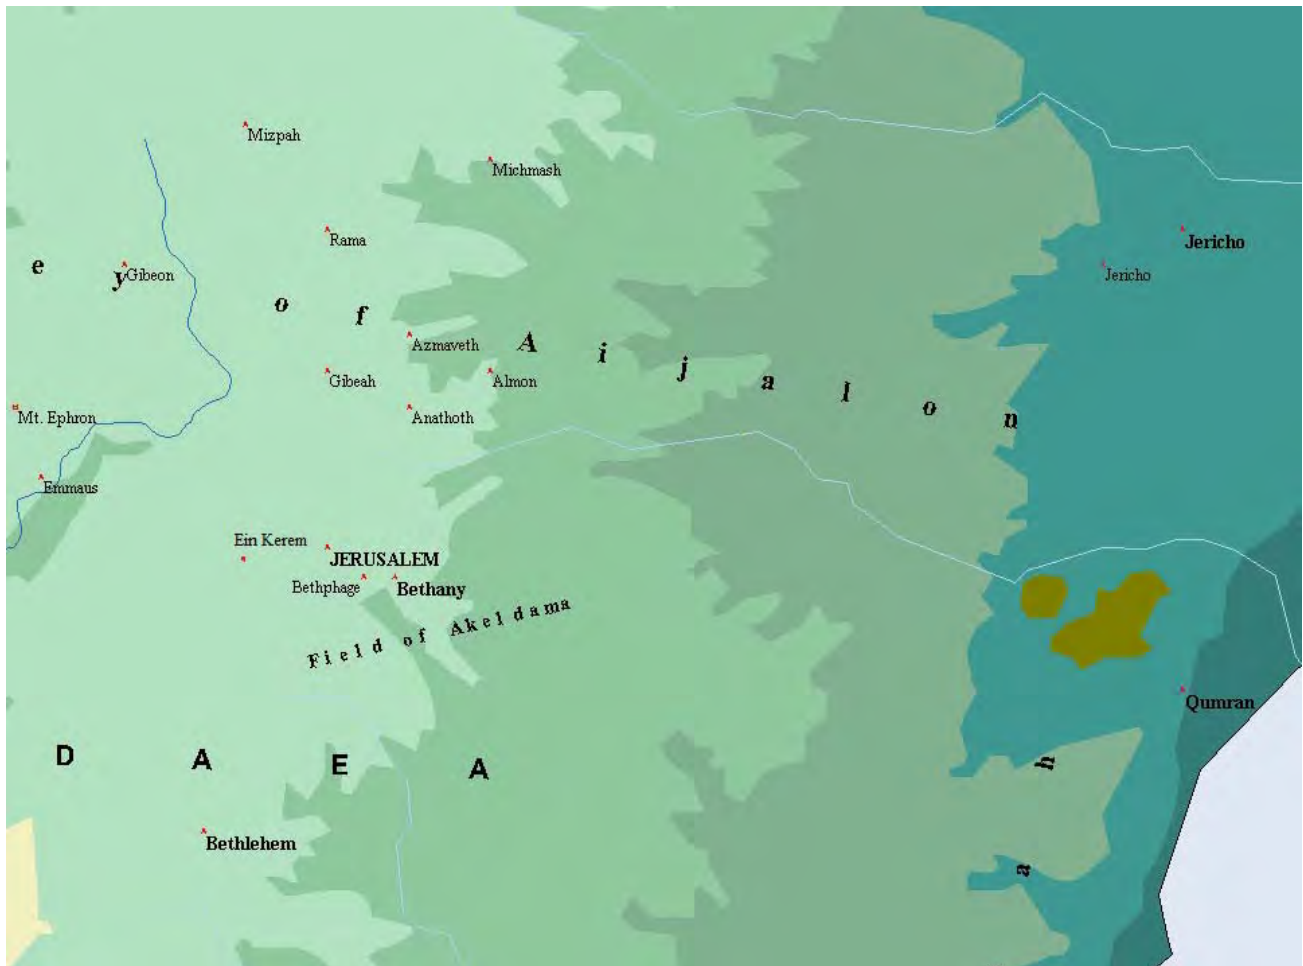 Mizpah
Michmash
Rama
Jericho
e y o f A i j a l o n
Gibeon
Jericho
Azmaveth
Gibeah
Almon
Mt. Ephron
Anathoth
Emmaus
Ein Kerem
JERUSALEM
Bethphage
Bethany
Field of Akeldama
Qumran
D A E A
h a
Bethlehem